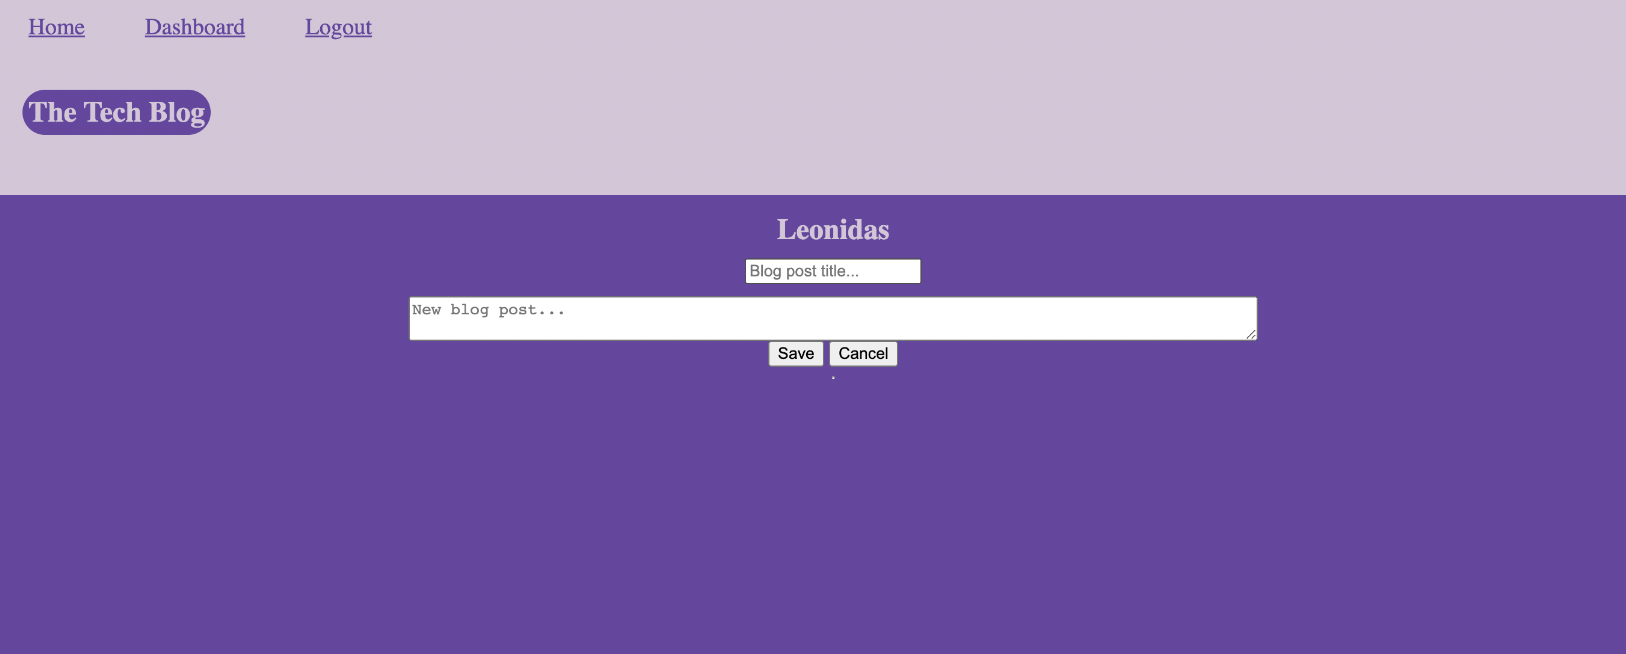 Home Dashboard Logout
The Tech Blog
Leonidas
Blog post title...
New blog post...
Save Cancel
.